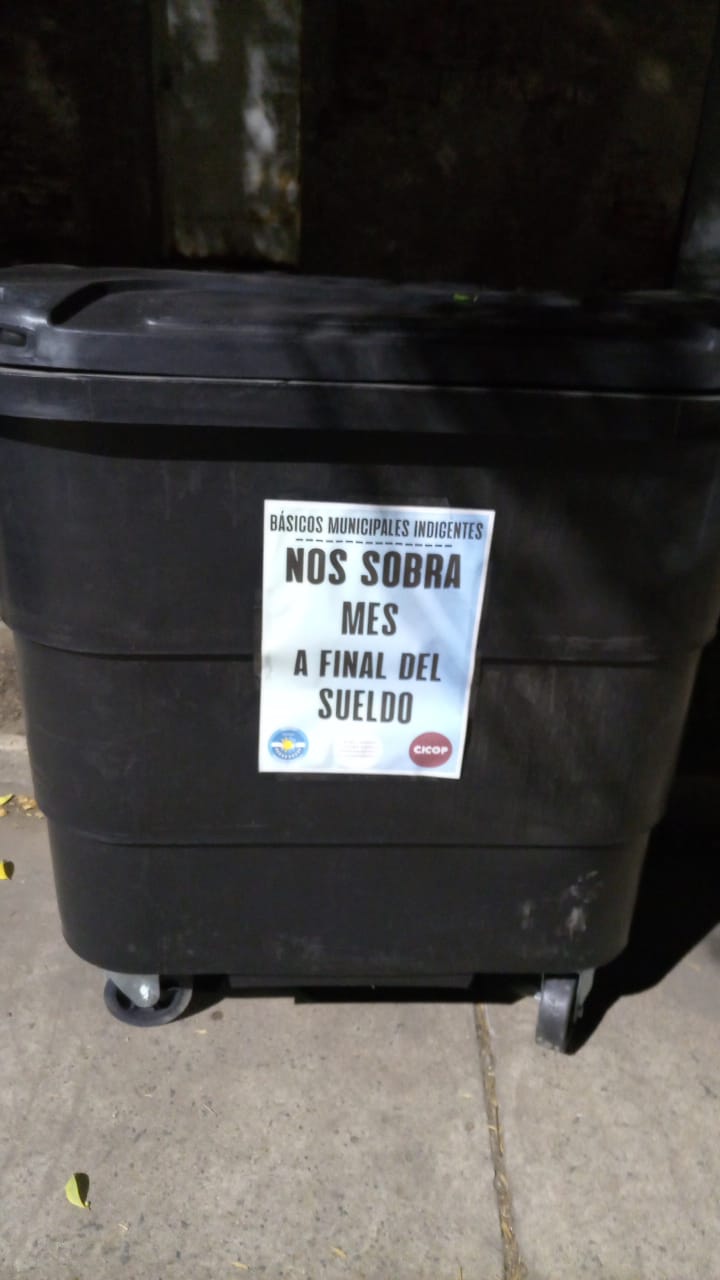 BÁSICOS MUNICIPALES INDIGENTES
NOS SOBRA
MES
A FINAL DEL
SUELDO
CICOP